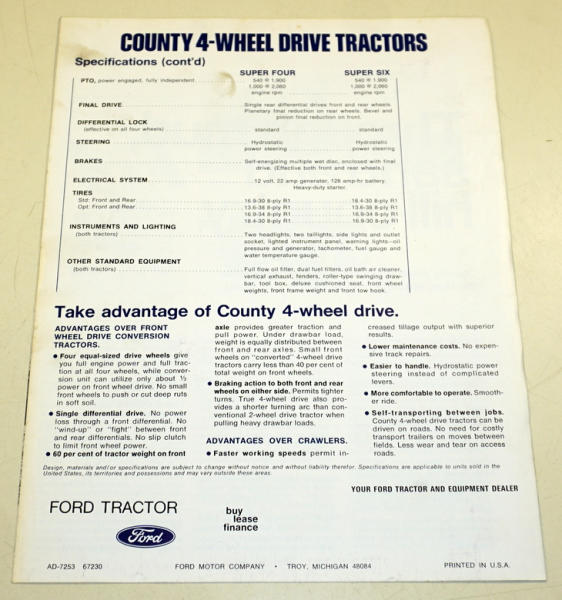 COUNTY 4-WHEEL DRIVE TRACTORS
Specifications (cont'd)
SUPER FOUR SUPER SIX
PTO, power engaged, fully independent 540 @ 1,900 540 @ 1,900
1,000 @ 2,060 1,000 @ 2,060
engine rpm engine rpm
FINAL DRIVE Single rear differential drives front and rear wheels.
Planetary final reduction on rear wheels. Bevel and
pinion final reduction on front.
DIFFERENTIAL LOCK
(effective on all four wheels) standard standard
STEERING Hydrostatic Hydrostatic
power steering power steering
BRAKES Self-energizing multiple wet disc, enclosed with final
drive. (Effective both front and rear wheels.)
ELECTRICAL SYSTEM 12 volt, 22 amp generator, 128 amp-hr battery.
Heavy-duty starter.
TIRES
Std: Front and Rear 16.9-30 8-ply R1 18.4-30 8-ply R1
Opt: Front and Rear 13.6-38 8-ply R1 13.6-38 8-ply R1
16.9-34 8-ply R1 16.9-34 8-ply R1
18.4-30 8-ply R1 16.9-30 8-ply R1
INSTRUMENTS AND LIGHTING
(both tractors) Two headlights, two taillights, side lights and outlet
socket, lighted instrument panel, warning lights—oil
pressure and generator, tachometer, fuel gauge and
water temperature gauge.
OTHER STANDARD EQUIPMENT
(both tractors) Full flow oil filter, dual fuel filters, oil bath air cleaner,
vertical exhaust, fenders, roller-type swinging draw-
bar, tool box, deluxe cushioned seat, front wheel
weights, front frame weight and front tow hook.
Take advantage of County 4-wheel drive.
ADVANTAGES OVER FRONT
WHEEL DRIVE CONVERSION
TRACTORS.
● Four equal-sized drive wheels give
you full engine power and full trac-
tion at all four wheels, while conver-
sion unit can utilize only about ⅓
power on front wheel drive. No small
front wheels to push or cut deep ruts
in soft soil.
● Single differential drive. No power
loss through a front differential. No
"wind-up" or "fight" between front
and rear differentials. No slip clutch
to limit front wheel power.
● 60 per cent of tractor weight on front
axle provides greater traction and
pull power. Under drawbar load,
weight is equally distributed between
front and rear axles. Small front
wheels on "converted" 4-wheel drive
tractors carry less than 40 per cent of
total weight on front wheels.
● Braking action to both front and rear
wheels on either side. Permits tighter
turns. True 4-wheel drive also pro-
vides a shorter turning arc than con-
ventional 2-wheel drive tractor when
pulling heavy drawbar loads.
ADVANTAGES OVER CRAWLERS.
● Faster working speeds permit in-
creased tillage output with superior
results.
● Lower maintenance costs. No expen-
sive track repairs.
● Easier to handle. Hydrostatic power
steering instead of complicated
levers.
● More comfortable to operate. Smooth-
er ride.
● Self-transporting between jobs.
County 4-wheel drive tractors can be
driven on roads. No need for costly
transport trailers on moves between
fields. Less wear and tear on access
roads.
Design, materials and/or specifications are subject to change without notice and without liability therefor. Specifications are applicable to units sold in the
United States, its territories and possessions and may vary outside these areas.
YOUR FORD TRACTOR AND EQUIPMENT DEALER
FORD TRACTOR
Ford
buy
lease
finance
AD-7253 67230 FORD MOTOR COMPANY • TROY, MICHIGAN 48084 PRINTED IN U.S.A.